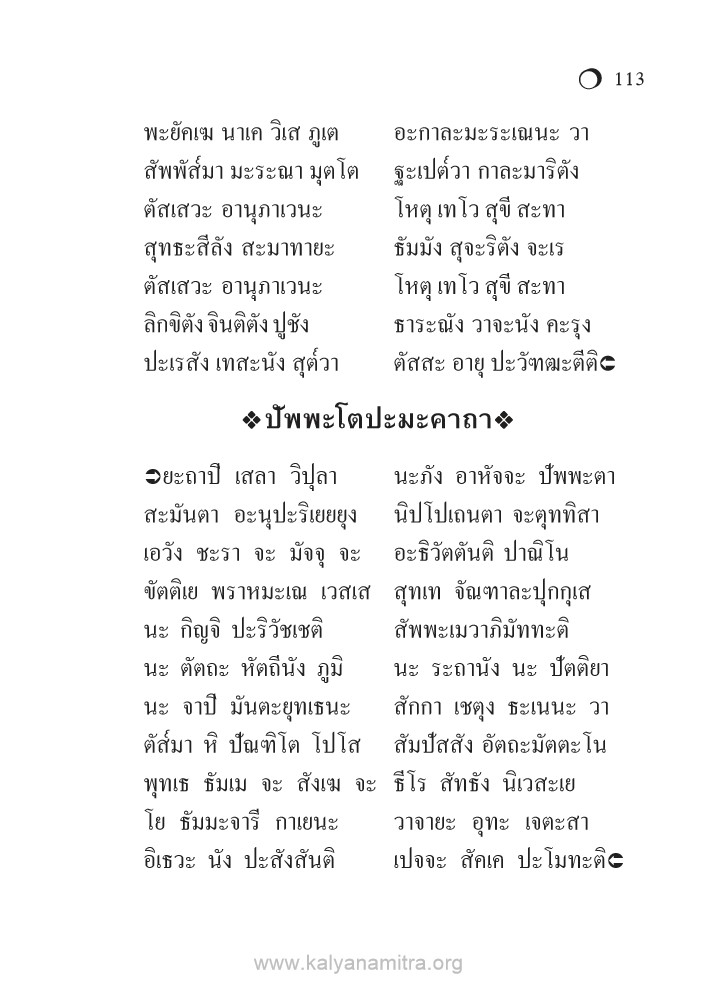 113
พะยัคเฆ นาเค วิเส ภูเต อะกาละมะระเณนะ วา
สัพพัส์มา มะระณา มุตโต ฐะเปต์วา กาละมาริตัง
ตัสเสวะ อานุภาเวนะ โหตุ เทโว สุขี สะทา
สุทธะสีลัง สะมาทายะ ธัมมัง สุจะริตัง จะเร
ตัสเสวะ อานุภาเวนะ โหตุ เทโว สุขี สะทา
ลิกขิตัง จินติตัง ปูชัง ธาระณัง วาจะนัง คะรุง
ปะเรสัง เทสะนัง สุต์วา ตัสสะ อายุ ปะวัฑฒะตีติ
ปัพพะโตปะมะคาถา
ยะถาปิ เสลา วิปุลา นะภัง อาหัจจะ ปัพพะตา
สะมันตา อะนุปะริเยยยุง นิปโปเถนตา จะตุททิสา
เอวัง ชะรา จะ มัจจุ จะ อะธิวัตตันติ ปาณิโน
ขัตติเย พราหมะเณ เวสเส สุทเท จัณฑาละปุกกุเส
นะ กิญจิ ปะริวัชเชติ สัพพะเมวาภิมัททะติ
นะ ตัตถะ หัตถีนัง ภูมิ นะ ระถานัง นะ ปัตติยา
นะ จาปิ มันตะยุทเธนะ สักกา เชตุง ธะเนนะ วา
ตัส์มา หิ ปัณฑิโต โปโส สัมปัสสัง อัตถะมัตตะโน
พุทเธ ธัมเม จะ สังเฆ จะ ธีโร สัทธัง นิเวสะเย
โย ธัมมะจารี กาเยนะ วาจายะ อุทะ เจตะสา
อิเธวะ นัง ปะสังสันติ เปจจะ สัคเค ปะโมทะติ
www.kalyanamitra.org